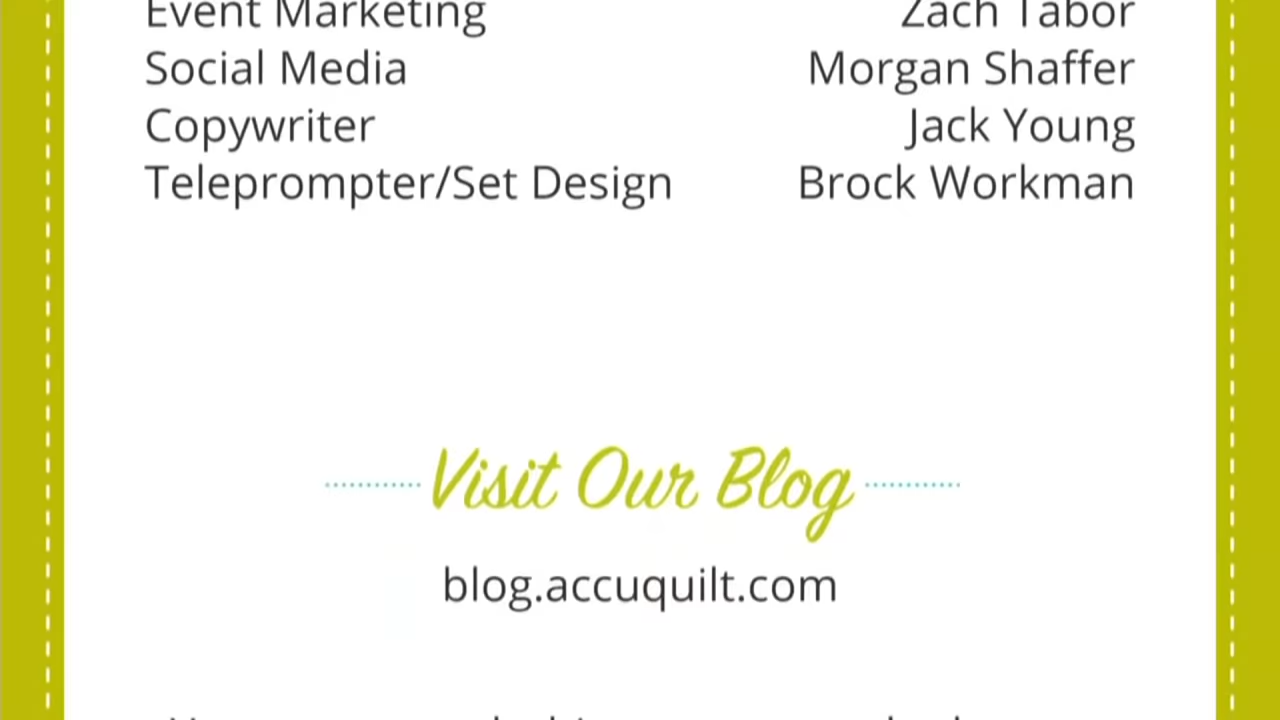 Event Marketing Zach Tabor
Social Media Morgan Shaffer
Copywriter Jack Young
Teleprompter/Set Design Brock Workman
Visit Our Blog
blog.accuquilt.com